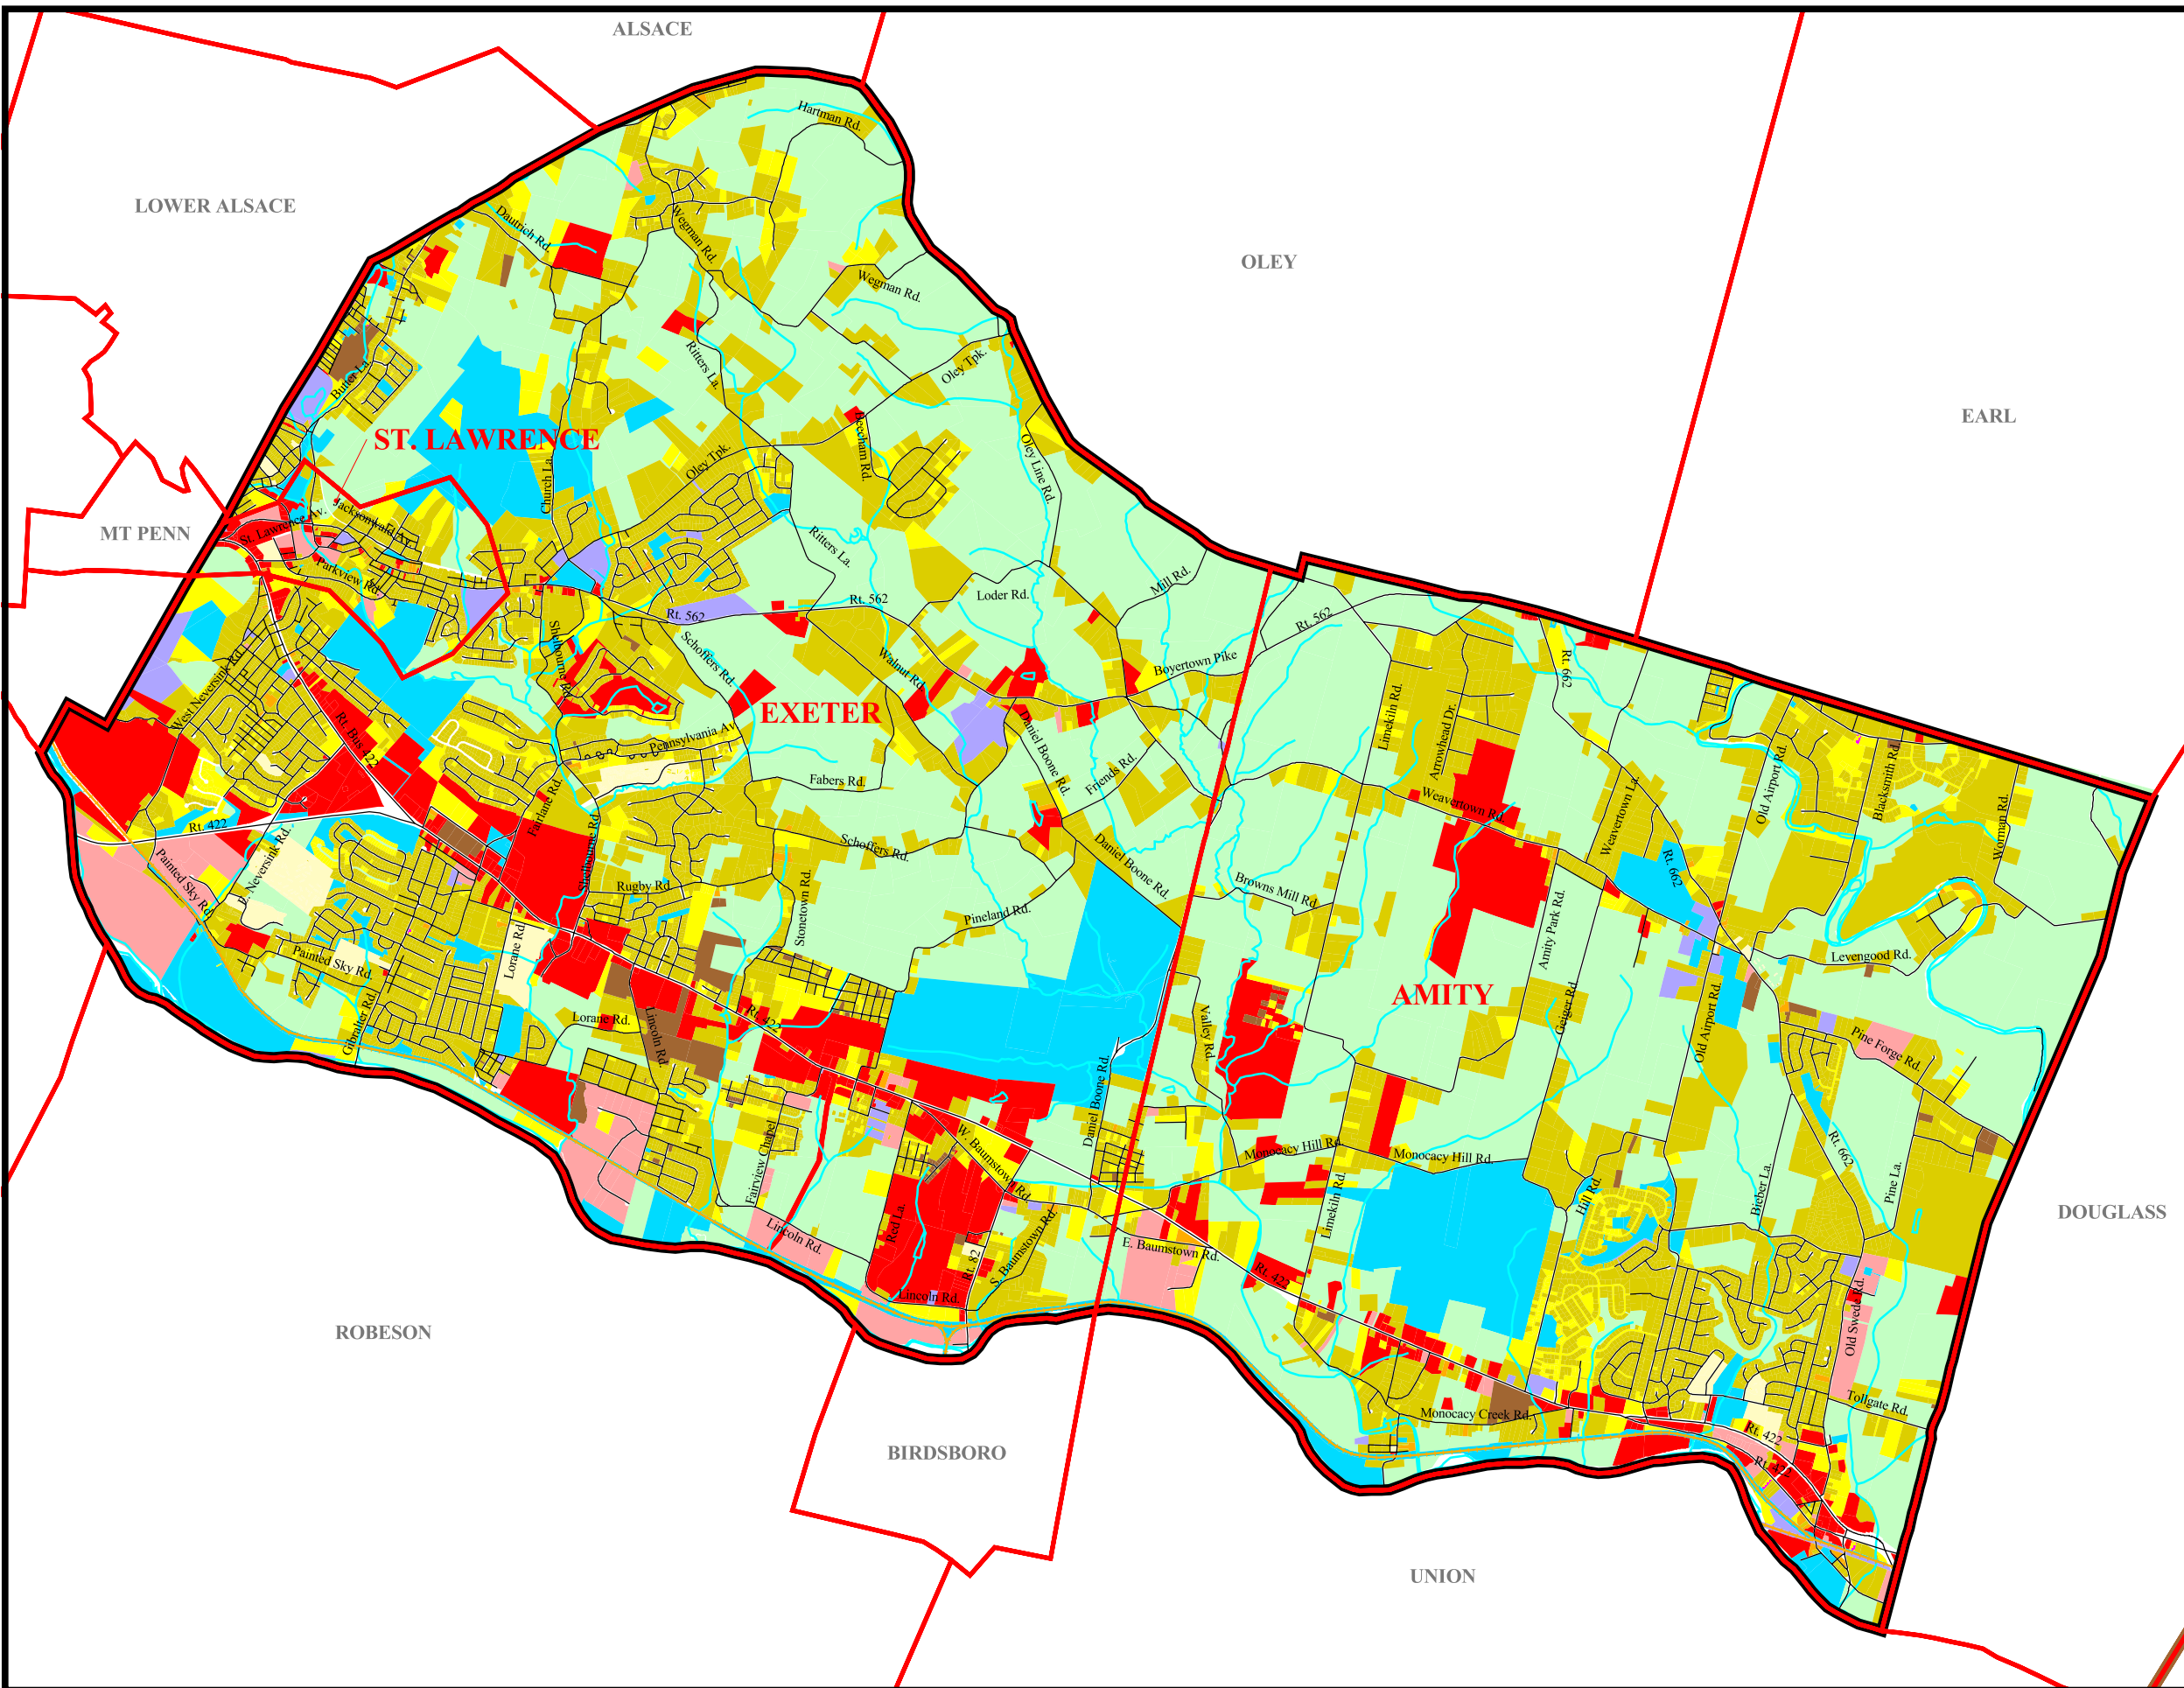 ALSACE
Hartman Rd.
LOWER ALSACE
Dautrich Rd.
Wegman Rd.
OLEY
Wegman Rd.
Butter La.
Ritters La.
Oley Tpk.
EARL
ST. LAWRENCE
Church La.
Oley Tpk.
Beecham Rd.
Oley Line Rd.
MT PENN
St. Lawrence Av.
Jacksonwald Av.
Parkview Rd.
Ritters La.
Loder Rd.
Mill Rd.
Rt. 562
Rt. 562
Rt. 562
Shelbourne Rd.
Schoffers Rd.
Walnut Rd.
Boyertown Pike
Rt. 662
West Neversink Rd.
EXETER
Rt. Bus 422
Pennsylvania Av.
Daniel Boone Rd.
Limekiln Rd.
Arrowhead Dr.
Fabers Rd.
Friends Rd.
Old Airport Rd.
Blacksmith Rd.
Rt. 422
Fairlane Rd.
Weavertown Rd.
Weavertown La.
Worman Rd.
E. Neversink Rd.
Painted Sky Rd.
Shelbourne Rd.
Schoffers Rd.
Daniel Boone Rd.
Rugby Rd.
Browns Mill Rd
Rt. 662
Stonetown Rd.
Pineland Rd.
Amity Park Rd.
Lorane Rd.
Painted Sky Rd.
Levengood Rd.
AMITY
Gibralter Rd.
Lorane Rd.
Lincoln Rd.
Rt. 422
Valley Rd.
Geiger Rd.
Old Airport Rd.
Pine Forge Rd.
Daniel Boone Rd.
Fairview Chapel
W. Baumstown Rd.
Monocacy Hill Rd.
Monocacy Hill Rd.
Rt. 662
Limekiln Rd.
Hill Rd.
Bieber La.
Pine La.
DOUGLASS
Lincoln Rd.
Red La.
Rt. 82
S. Baumstown Rd.
E. Baumstown Rd.
Rt. 422
Lincoln Rd.
Old Swede Rd.
ROBESON
Monocacy Creek Rd.
Tollgate Rd.
Rt. 422
Rt. 422
BIRDSBORO
UNION